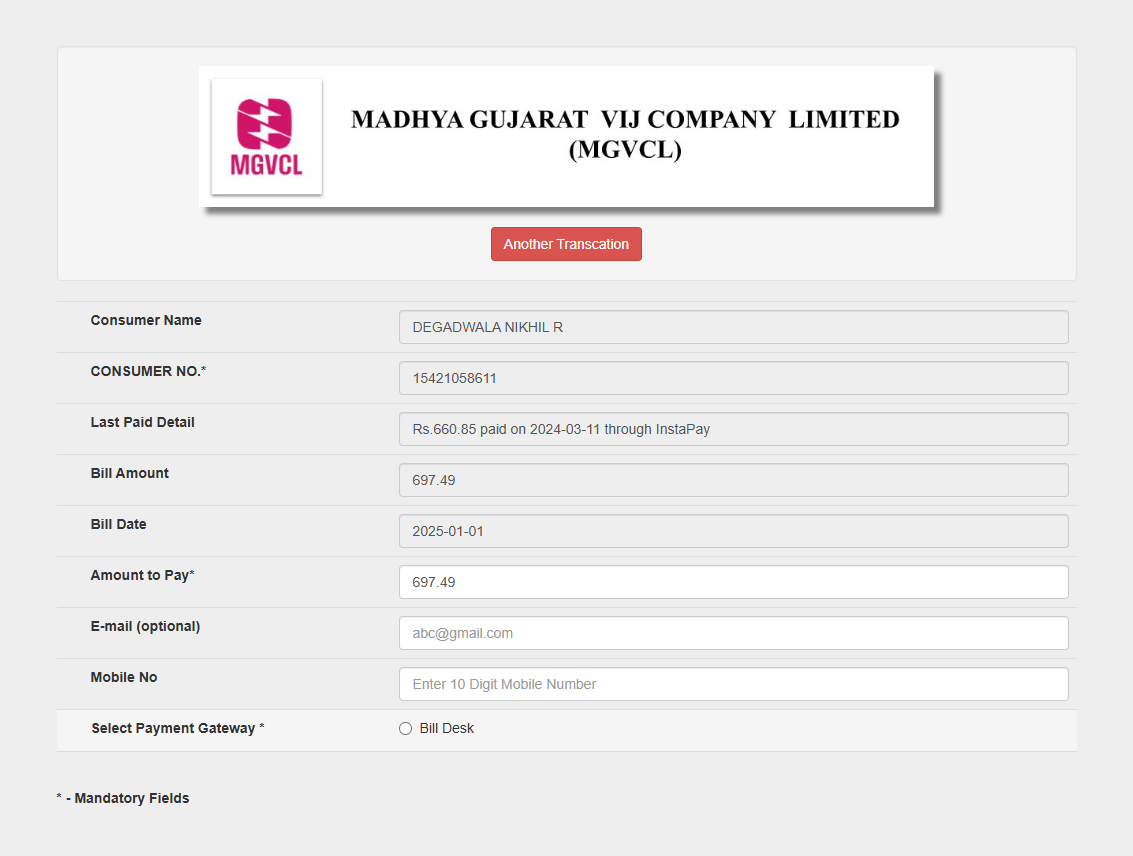 MGVCL
MADHYA GUJARAT VIJ COMPANY LIMITED
(MGVCL)
Another Transcation
Consumer Name DEGADWALA NIKHIL R
CONSUMER NO.* 15421058611
Last Paid Detail Rs.660.85 paid on 2024-03-11 through InstaPay
Bill Amount 697.49
Bill Date 2025-01-01
Amount to Pay* 697.49
E-mail (optional) abc@gmail.com
Mobile No Enter 10 Digit Mobile Number
Select Payment Gateway * Bill Desk
* - Mandatory Fields